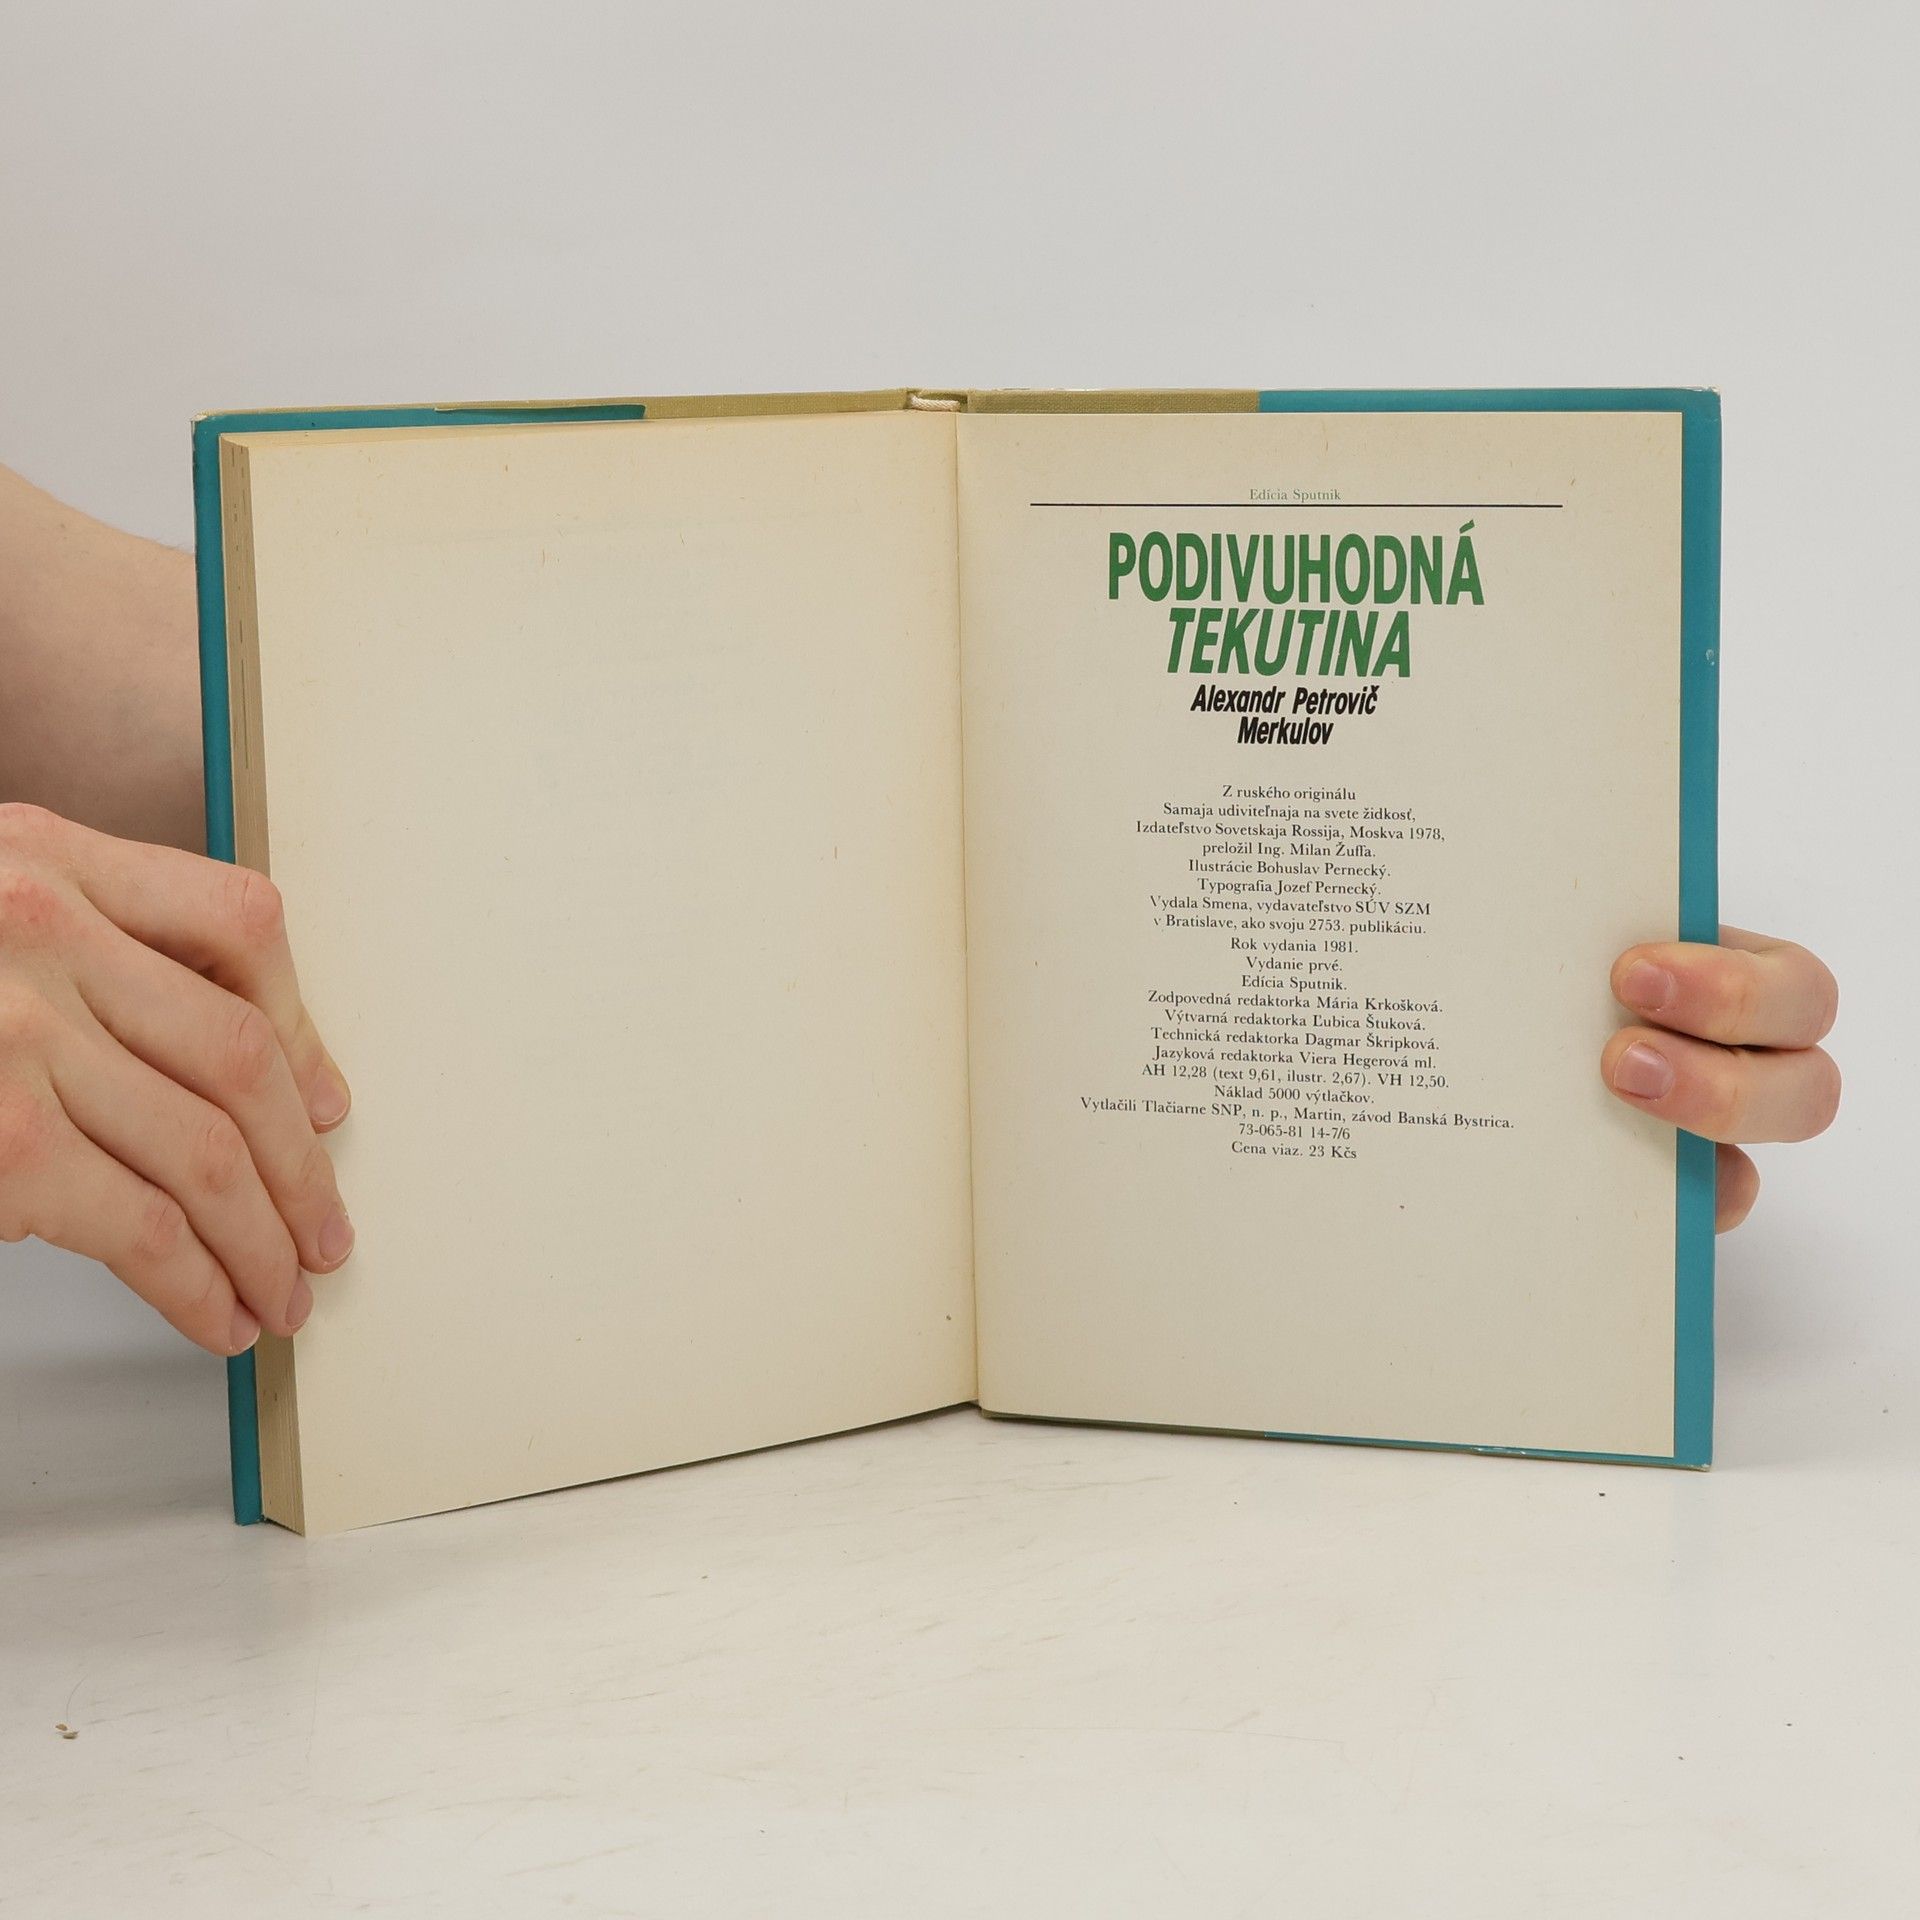 Edícia Sputnik
PODIVUHODNÁ
TEKUTINA
Alexandr Petrovič
Merkulov
Z ruského originálu
Samaja udiviteľnaja na svete židkosť,
Izdateľstvo Sovetskaja Rossija, Moskva 1978,
preložil Ing. Milan Žuffa.
Ilustrácie Bohuslav Pernecký.
Typografia Jozef Pernecký.
Vydala Smena, vydavateľstvo SÚV SZM
v Bratislave, ako svoju 2753. publikáciu.
Rok vydania 1981.
Vydanie prvé.
Edícia Sputnik.
Zodpovedná redaktorka Mária Krkošková.
Výtvarná redaktorka Ľubica Štuková.
Technická redaktorka Dagmar Škripková.
Jazyková redaktorka Viera Hegerová ml.
AH 12,28 (text 9,61, ilustr. 2,67). VH 12,50.
Náklad 5000 výtlačkov.
Vytlačili Tlačiarne SNP, n. p., Martin, závod Banská Bystrica.
73-065-81 14-7/6
Cena viaz. 23 Kčs